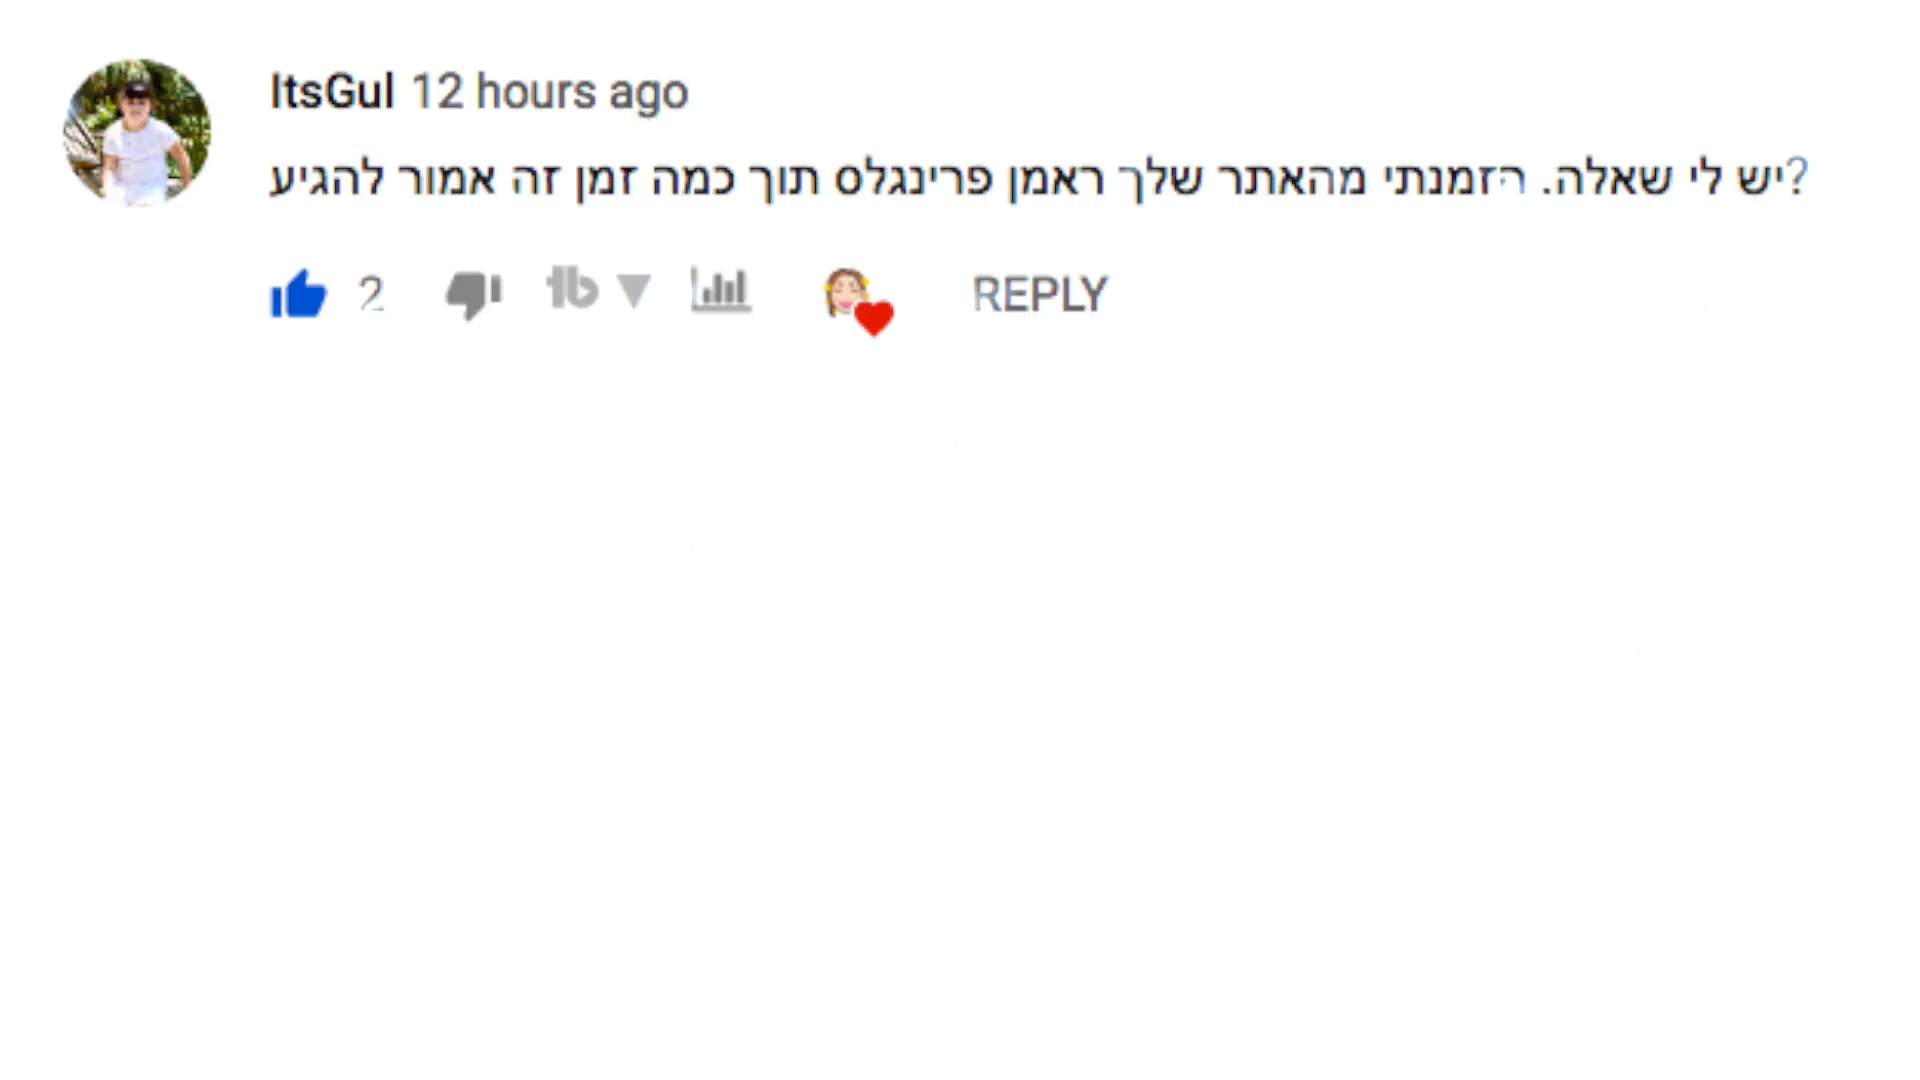 ItsGul 12 hours ago
יש לי שאלה. הזמנתי מהאתר שלך ראמן פרינגלס תוך כמה זמן זה אמור להגיע?
2 tb REPLY